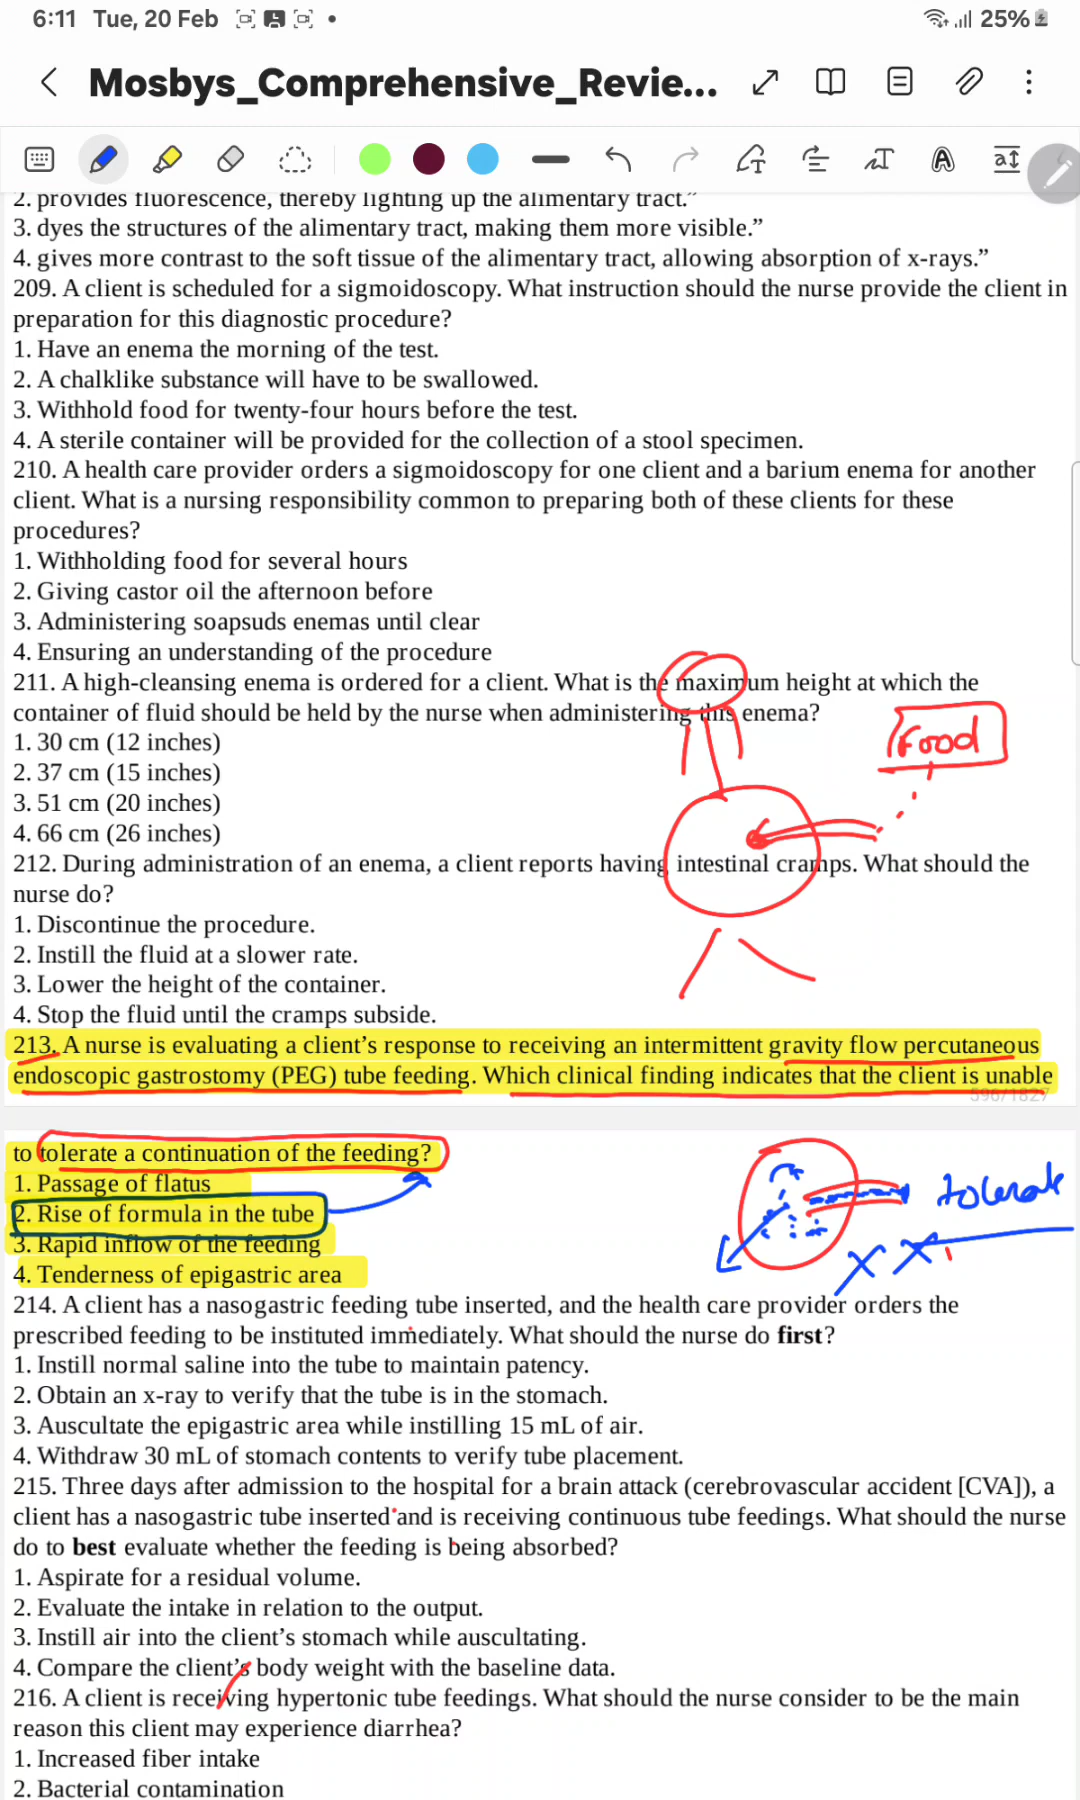 6:11 Tue, 20 Feb
25%
Mosbys_Comprehensive_Revie...
2. provides fluorescence, thereby lighting up the alimentary tract.”
3. dyes the structures of the alimentary tract, making them more visible.”
4. gives more contrast to the soft tissue of the alimentary tract, allowing absorption of x-rays.”
209. A client is scheduled for a sigmoidoscopy. What instruction should the nurse provide the client in
preparation for this diagnostic procedure?
1. Have an enema the morning of the test.
2. A chalklike substance will have to be swallowed.
3. Withhold food for twenty-four hours before the test.
4. A sterile container will be provided for the collection of a stool specimen.
210. A health care provider orders a sigmoidoscopy for one client and a barium enema for another
client. What is a nursing responsibility common to preparing both of these clients for these
procedures?
1. Withholding food for several hours
2. Giving castor oil the afternoon before
3. Administering soapsuds enemas until clear
4. Ensuring an understanding of the procedure
211. A high-cleansing enema is ordered for a client. What is the maximum height at which the
container of fluid should be held by the nurse when administering this enema?
Food
1. 30 cm (12 inches)
2. 37 cm (15 inches)
3. 51 cm (20 inches)
4. 66 cm (26 inches)
212. During administration of an enema, a client reports having intestinal cramps. What should the
nurse do?
1. Discontinue the procedure.
2. Instill the fluid at a slower rate.
3. Lower the height of the container.
4. Stop the fluid until the cramps subside.
213. A nurse is evaluating a client’s response to receiving an intermittent gravity flow percutaneous
endoscopic gastrostomy (PEG) tube feeding. Which clinical finding indicates that the client is unable
596/1827
to tolerate a continuation of the feeding?
1. Passage of flatus
tolerate
2. Rise of formula in the tube
3. Rapid inflow of the feeding
4. Tenderness of epigastric area
214. A client has a nasogastric feeding tube inserted, and the health care provider orders the
prescribed feeding to be instituted immediately. What should the nurse do first?
1. Instill normal saline into the tube to maintain patency.
2. Obtain an x-ray to verify that the tube is in the stomach.
3. Auscultate the epigastric area while instilling 15 mL of air.
4. Withdraw 30 mL of stomach contents to verify tube placement.
215. Three days after admission to the hospital for a brain attack (cerebrovascular accident [CVA]), a
client has a nasogastric tube inserted and is receiving continuous tube feedings. What should the nurse
do to best evaluate whether the feeding is being absorbed?
1. Aspirate for a residual volume.
2. Evaluate the intake in relation to the output.
3. Instill air into the client’s stomach while auscultating.
4. Compare the client’s body weight with the baseline data.
216. A client is receiving hypertonic tube feedings. What should the nurse consider to be the main
reason this client may experience diarrhea?
1. Increased fiber intake
2. Bacterial contamination